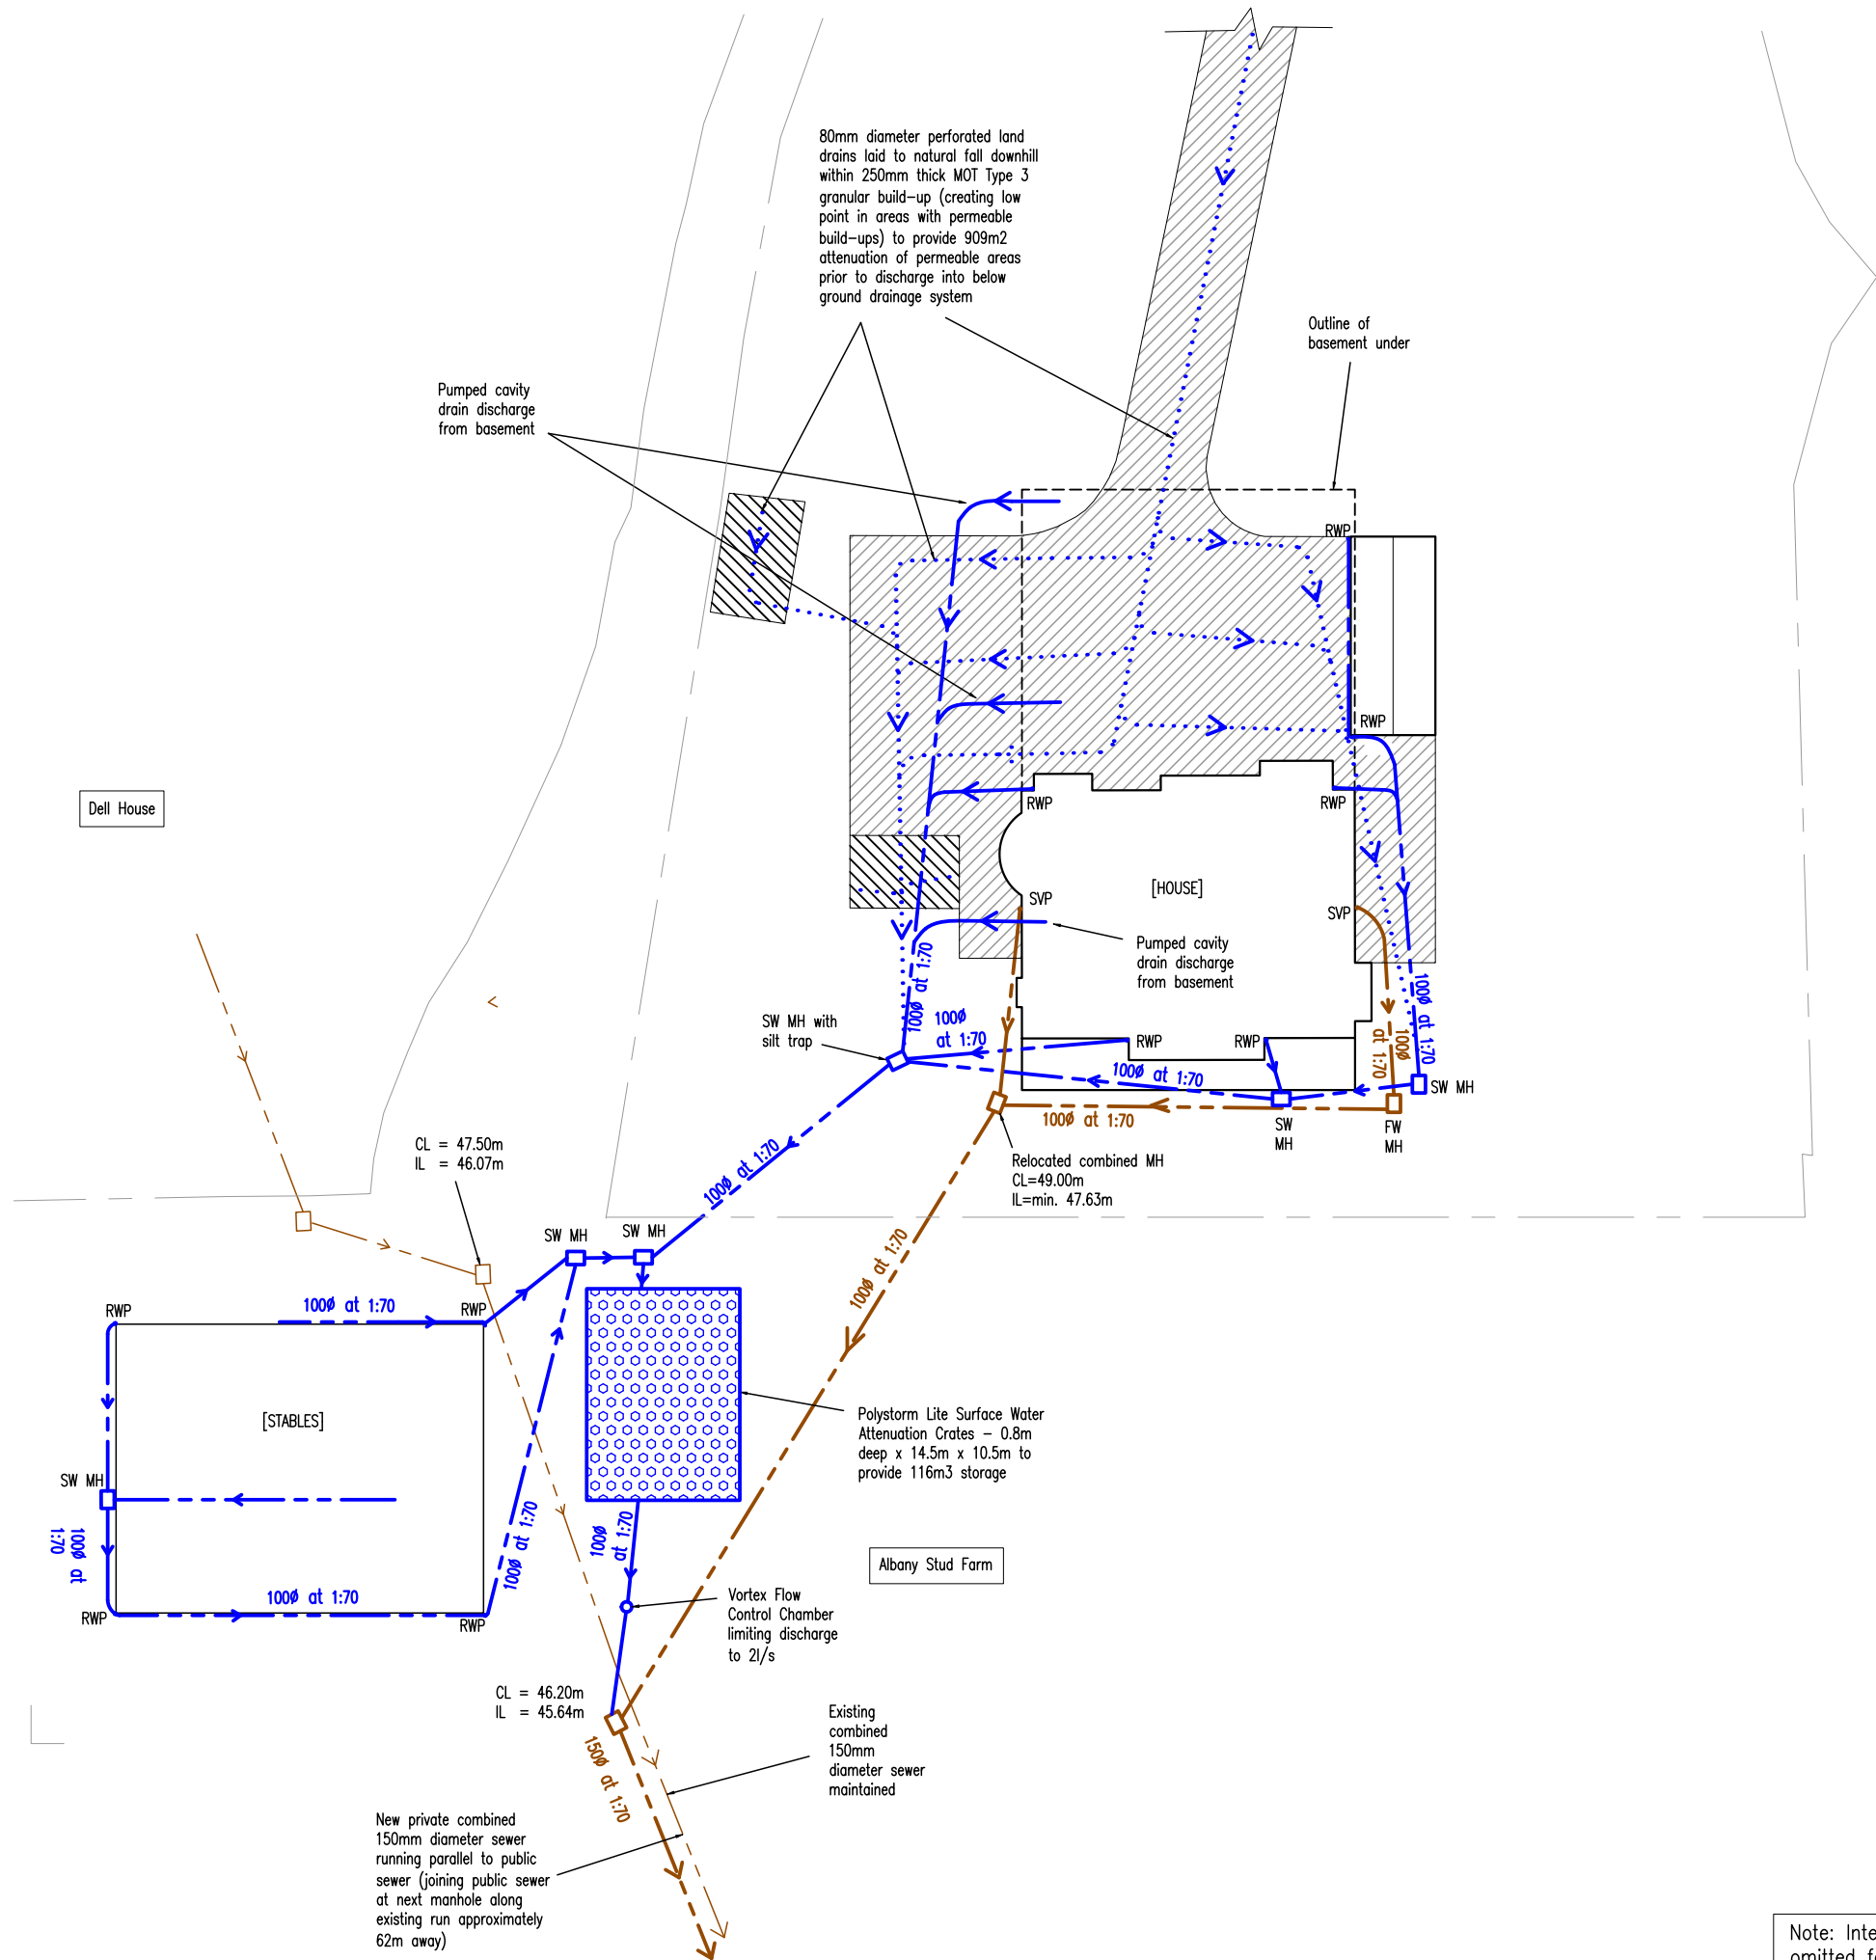 80mm diameter perforated land
drains laid to natural fall downhill
within 250mm thick MOT Type 3
granular build-up (creating low
point in areas with permeable
build-ups) to provide 909m2
attenuation of permeable areas
prior to discharge into below
ground drainage system
Outline of
basement under
Pumped cavity
drain discharge
from basement
RWP
RWP
RWP
RWP
Dell House
[HOUSE]
SVP
SVP
Pumped cavity
drain discharge
from basement
100Ø at 1:70
100Ø
at 1:70
SW MH with
silt trap
RWP
RWP
100Ø at 1:70
100Ø at 1:70
100Ø
at 1:70
SW MH
100Ø at 1:70
SW
MH
FW
MH
Relocated combined MH
CL=49.00m
IL=min. 47.63m
CL = 47.50m
IL = 46.07m
100Ø at 1:70
SW MH
SW MH
100Ø at 1:70
RWP
100Ø at 1:70
RWP
[STABLES]
Polystorm Lite Surface Water
Attenuation Crates - 0.8m
deep x 14.5m x 10.5m to
provide 116m3 storage
SW MH
100Ø at
1:70
100Ø at 1:70
100Ø
at 1:70
Albany Stud Farm
100Ø at 1:70
RWP
RWP
Vortex Flow
Control Chamber
limiting discharge
to 2l/s
CL = 46.20m
IL = 45.64m
150Ø at 1:70
Existing
combined
150mm
diameter sewer
maintained
New private combined
150mm diameter sewer
running parallel to public
sewer (joining public sewer
at next manhole along
existing run approximately
62m away)
Note: